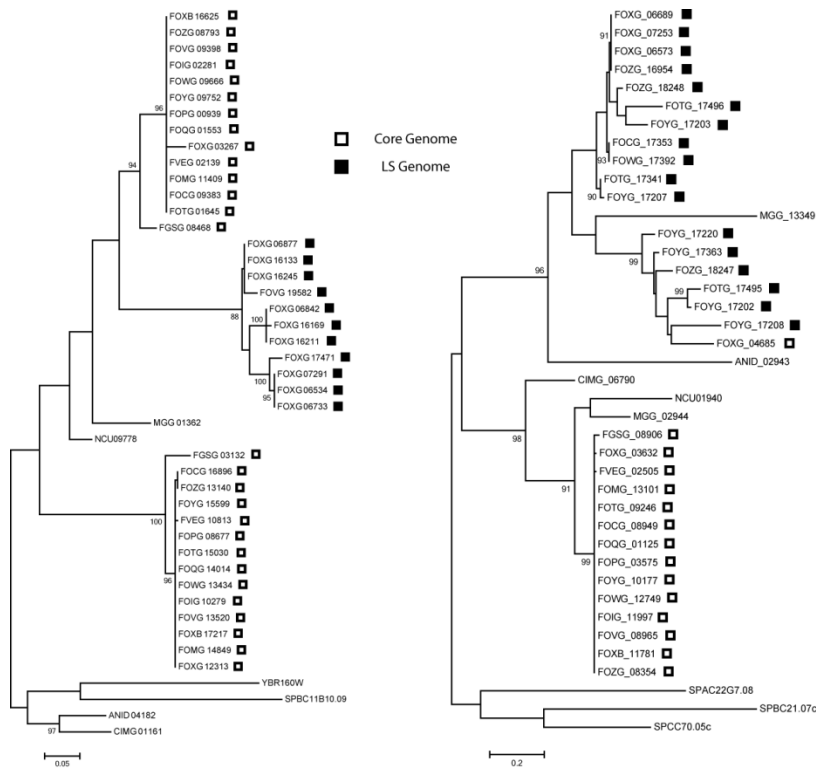 FOXB 16625
FOZG 08793
FOVG 09398
FOIG 02281
FOWG 09666
FOYG 09752
96
FOPG 00939
FOQG 01553
FOXG 03267
94
FVEG 02139
FOMG 11409
FOCG 09383
FOTG 01645
FGSG 08468
FOXG 06877
FOXG 16133
FOXG 16245
FOVG 19582
88
FOXG 06842
100
FOXG 16169
FOXG 16211
FOXG 17471
FOXG 07291
100
FOXG 06534
95
FOXG 06733
MGG 01362
NCU09778
FGSG 03132
FOCG 16896
FOZG 13140
FOYG 15599
100
FVEG 10813
FOPG 08677
FOTG 15030
FOQG 14014
96
FOWG 13434
FOIG 10279
FOVG 13520
FOXB 17217
FOMG 14849
FOXG 12313
YBR160W
SPBC11B10.09
ANID 04182
97
CIMG 01161
0.05
Core Genome
LS Genome
FOXG_06689
91
FOXG_07253
FOXG_06573
FOZG_16954
FOZG_18248
FOTG_17496
FOYG_17203
FOCG_17353
93
FOWG_17392
FOTG_17341
90
FOYG_17207
MGG_13349
FOYG_17220
99
FOYG_17363
FOZG_18247
96
FOTG_17495
99
FOYG_17202
FOYG_17208
FOXG_04685
ANID_02943
CIMG_06790
NCU01940
MGG_02944
98
FGSG_08906
FOXG_03632
FVEG_02505
91
FOMG_13101
FOTG_09246
FOCG_08949
FOQG_01125
99
FOPG_03575
FOYG_10177
FOWG_12749
FOIG_11997
FOVG_08965
FOXB_11781
FOZG_08354
SPAC22G7.08
SPBC21.07c
SPCC70.05c
0.2